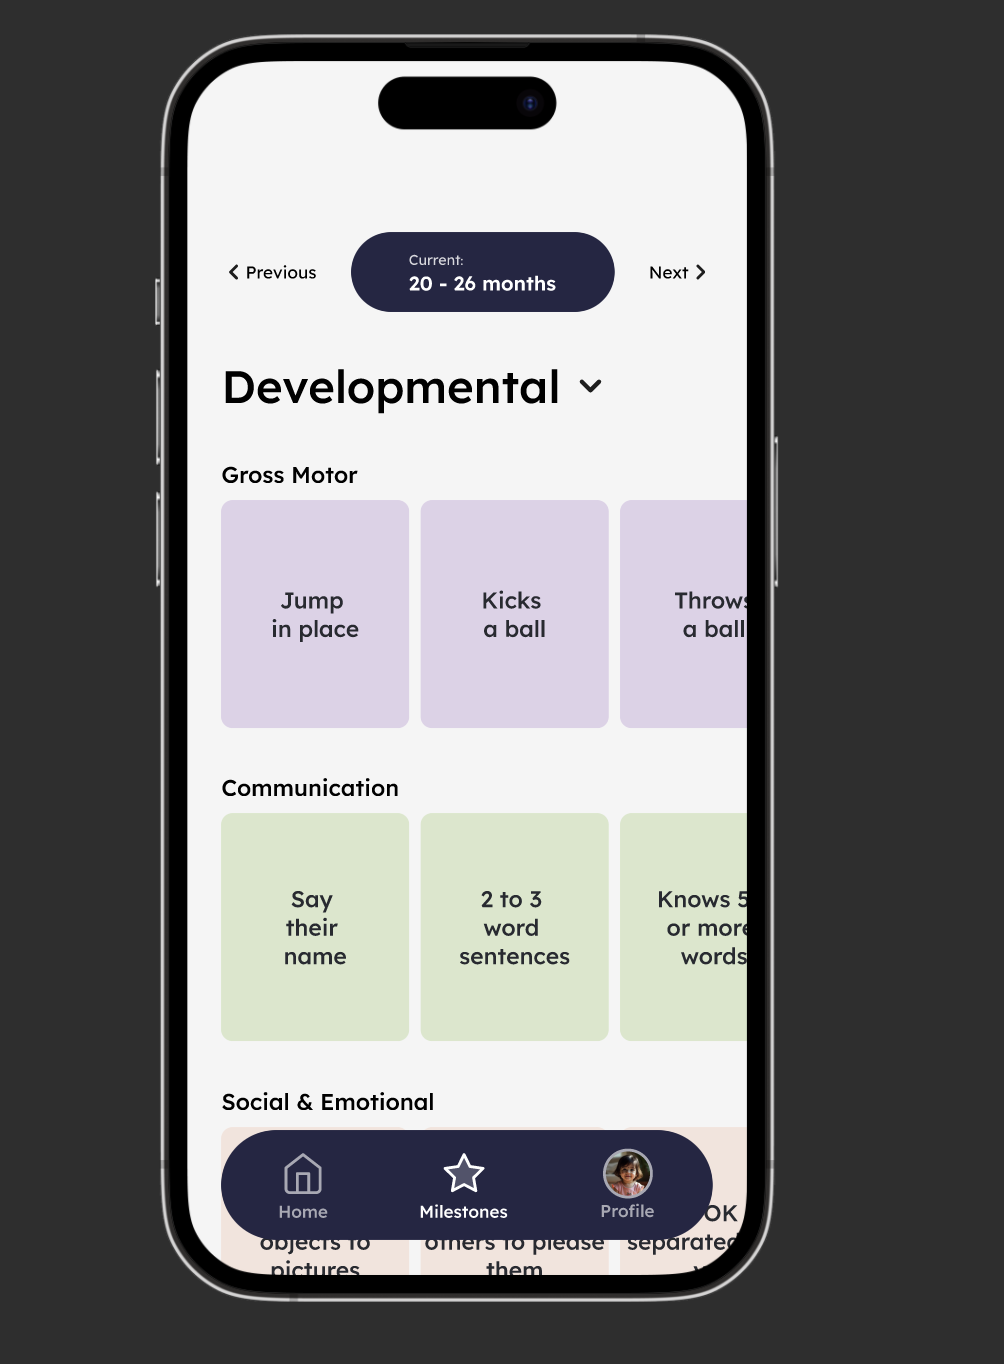 Previous
Current:
20 - 26 months
Next
Developmental
Gross Motor
Jump
in place
Kicks
a ball
Throws
a ball
Communication
Say
their
name
2 to 3
word
sentences
Knows 5
or more
words
Social & Emotional
objects to
pictures
others to please
them
OK
separated
Home
Milestones
Profile